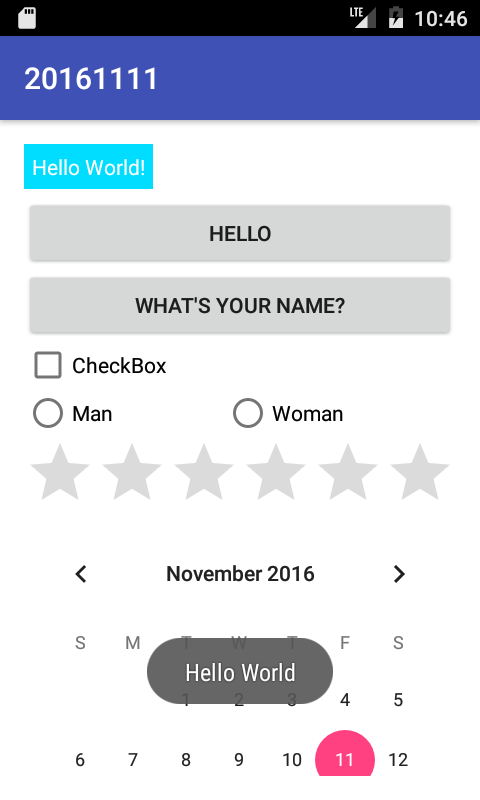 LTE 10:46
20161111
Hello World!
HELLO
WHAT'S YOUR NAME?
CheckBox
Man Woman
November 2016
S M T W T F S
1 2 3 4 5
Hello World
6 7 8 9 10 11 12